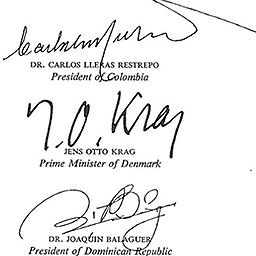 DR. CARLOS LLERAS RESTREPO
President of Colombia
J. O. Krag
JENS OTTO KRAG
Prime Minister of Denmark
DR. JOAQUIN BALAGUER
President of Dominican Republic